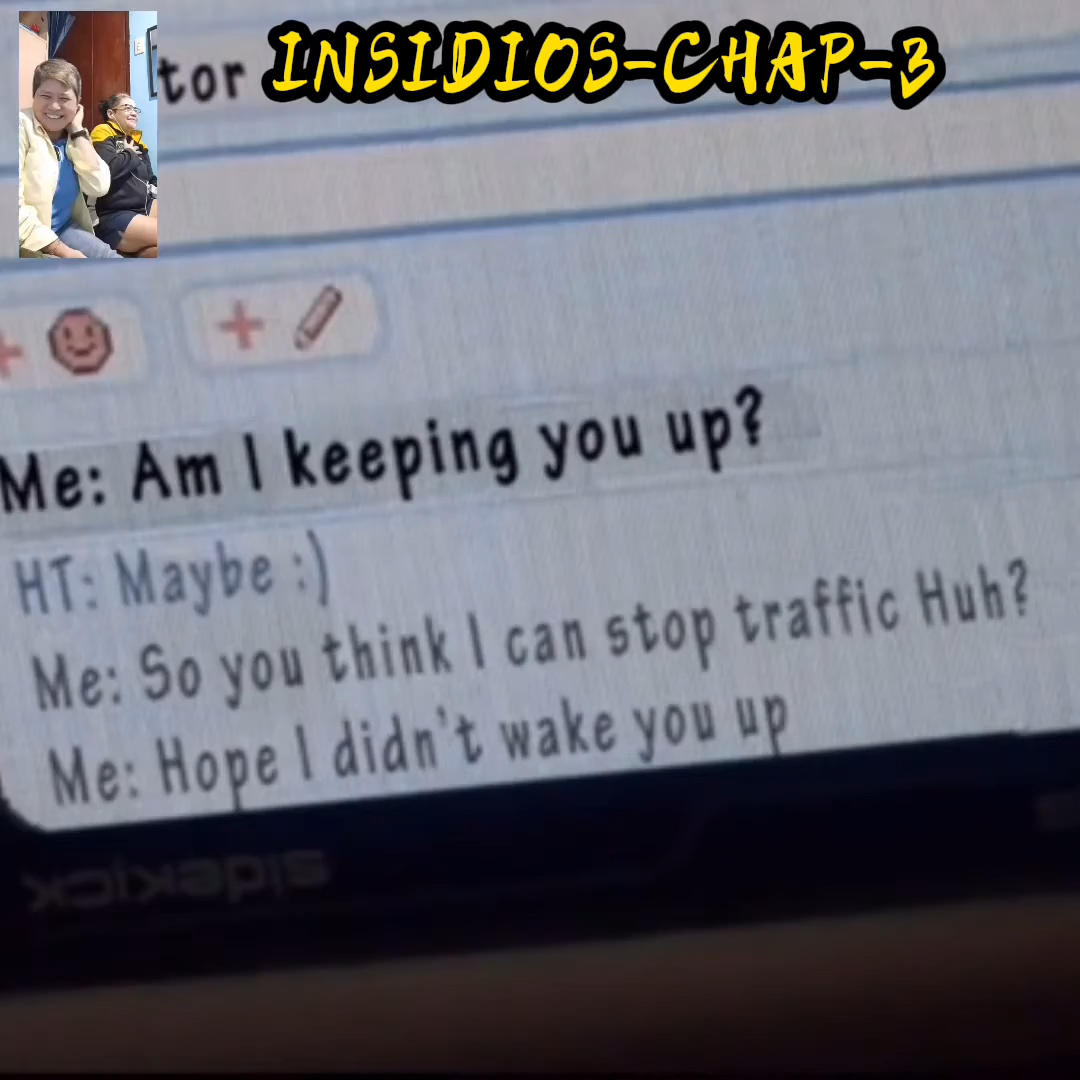 INSIDIOS-CHAP-3
tor
Me: Am I keeping you up?
HT: Maybe :)
Me: So you think I can stop traffic Huh?
Me: Hope I didn't wake you up
sidekick